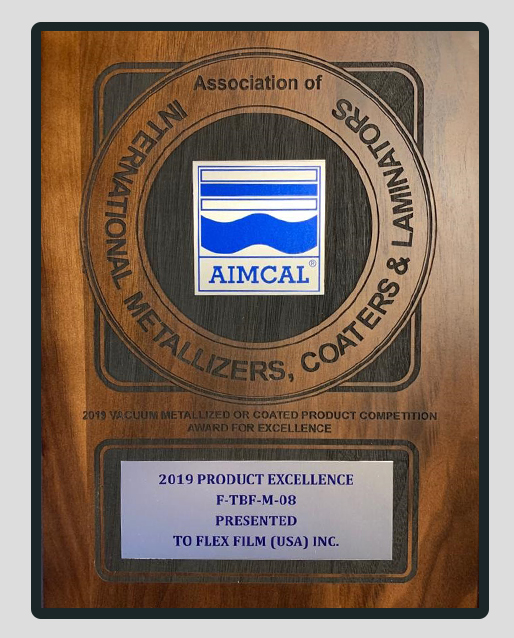 Association of
INTERNATIONAL METALLIZERS, COATERS & LAMINATORS
AIMCAL®
2019 VACUUM METALLIZED OR COATED PRODUCT COMPETITION
AWARD FOR EXCELLENCE
2019 PRODUCT EXCELLENCE
F-TBF-M-08
PRESENTED
TO FLEX FILM (USA) INC.